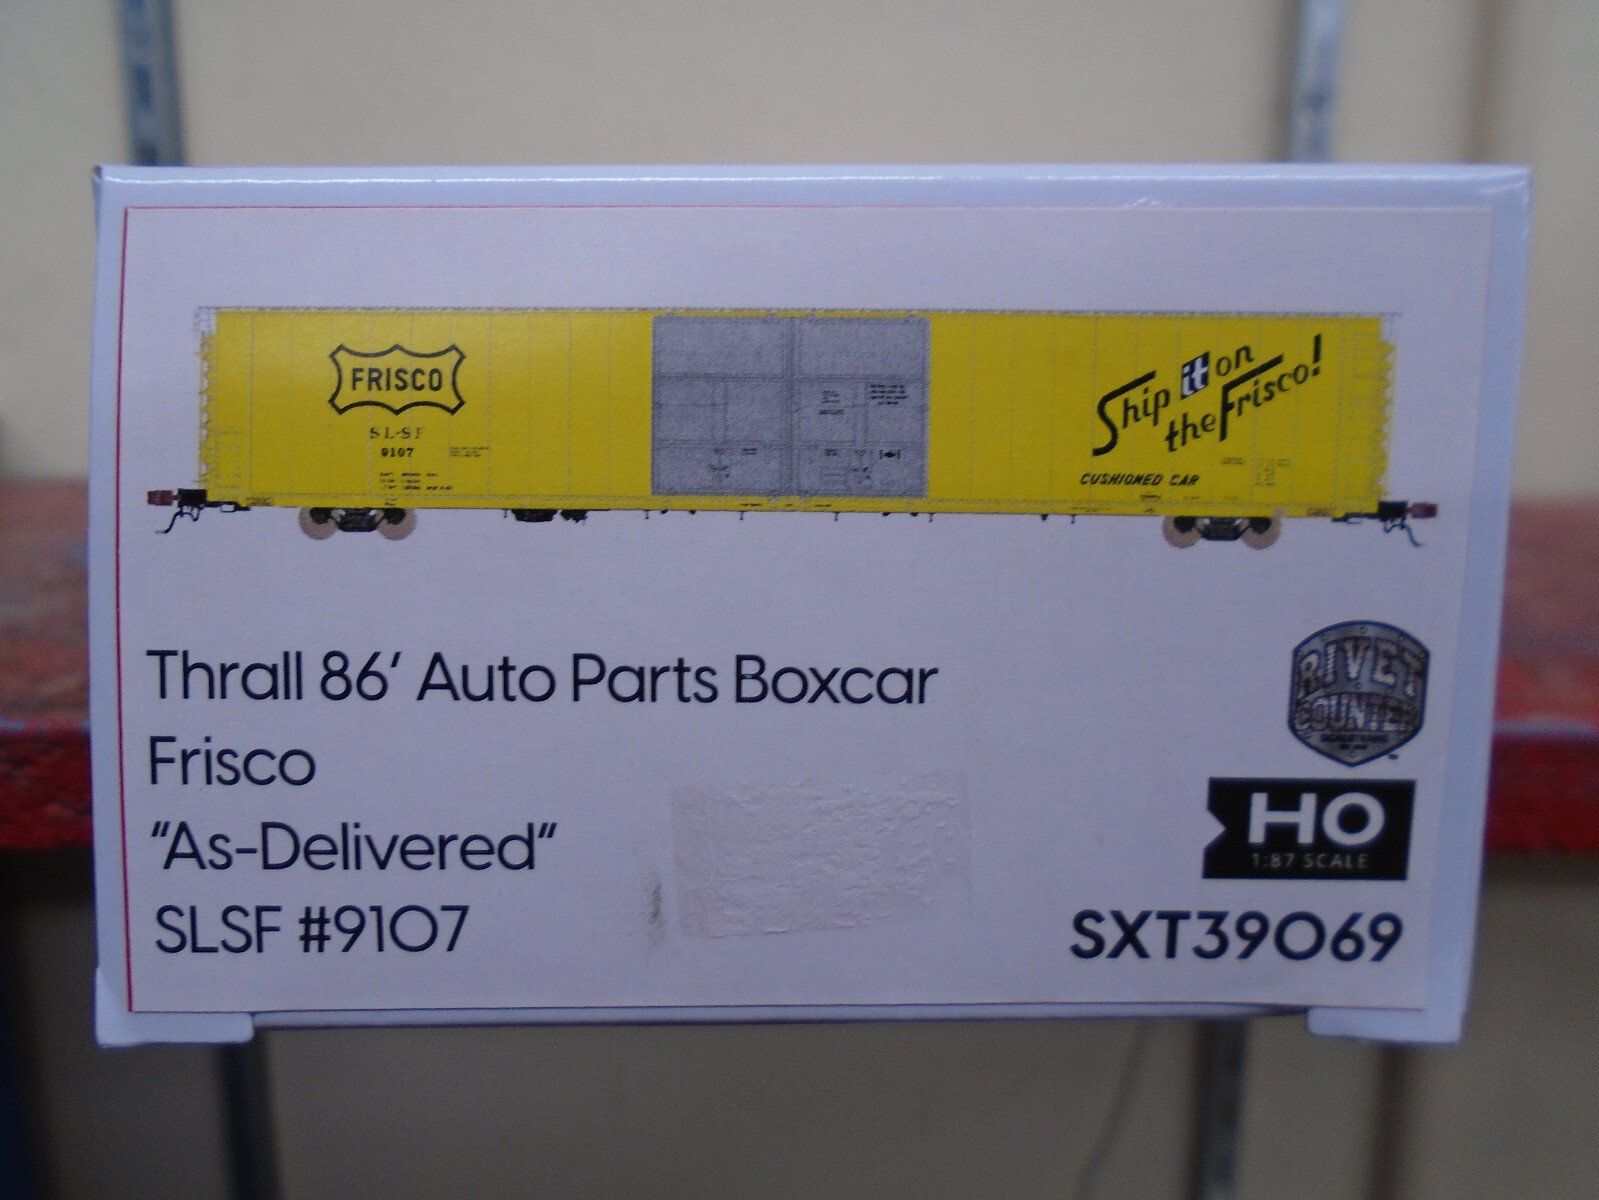 FRISCO
SL-SF
9107
Ship it on
the Frisco!
CUSHIONED CAR
Thrall 86' Auto Parts Boxcar
Frisco
"As-Delivered"
SLSF #9107
RIVET
COUNTER
HO
1:87 SCALE
SXT39069